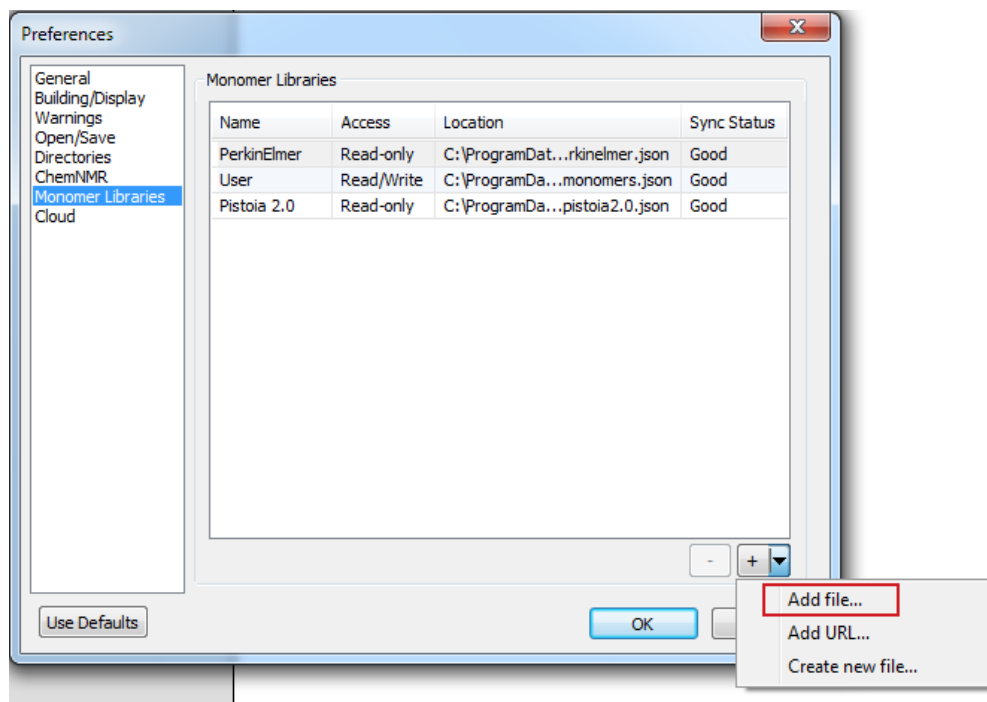 Preferences
General
Building/Display
Warnings
Open/Save
Directories
ChemNMR
Monomer Libraries
Cloud
Monomer Libraries
Name Access Location Sync Status
PerkinElmer Read-only C:\ProgramDat...rkinelmer.json Good
User Read/Write C:\ProgramDa...monomers.json Good
Pistoia 2.0 Read-only C:\ProgramDa...pistoia2.0.json Good
- +
Use Defaults OK
Add file...
Add URL...
Create new file...